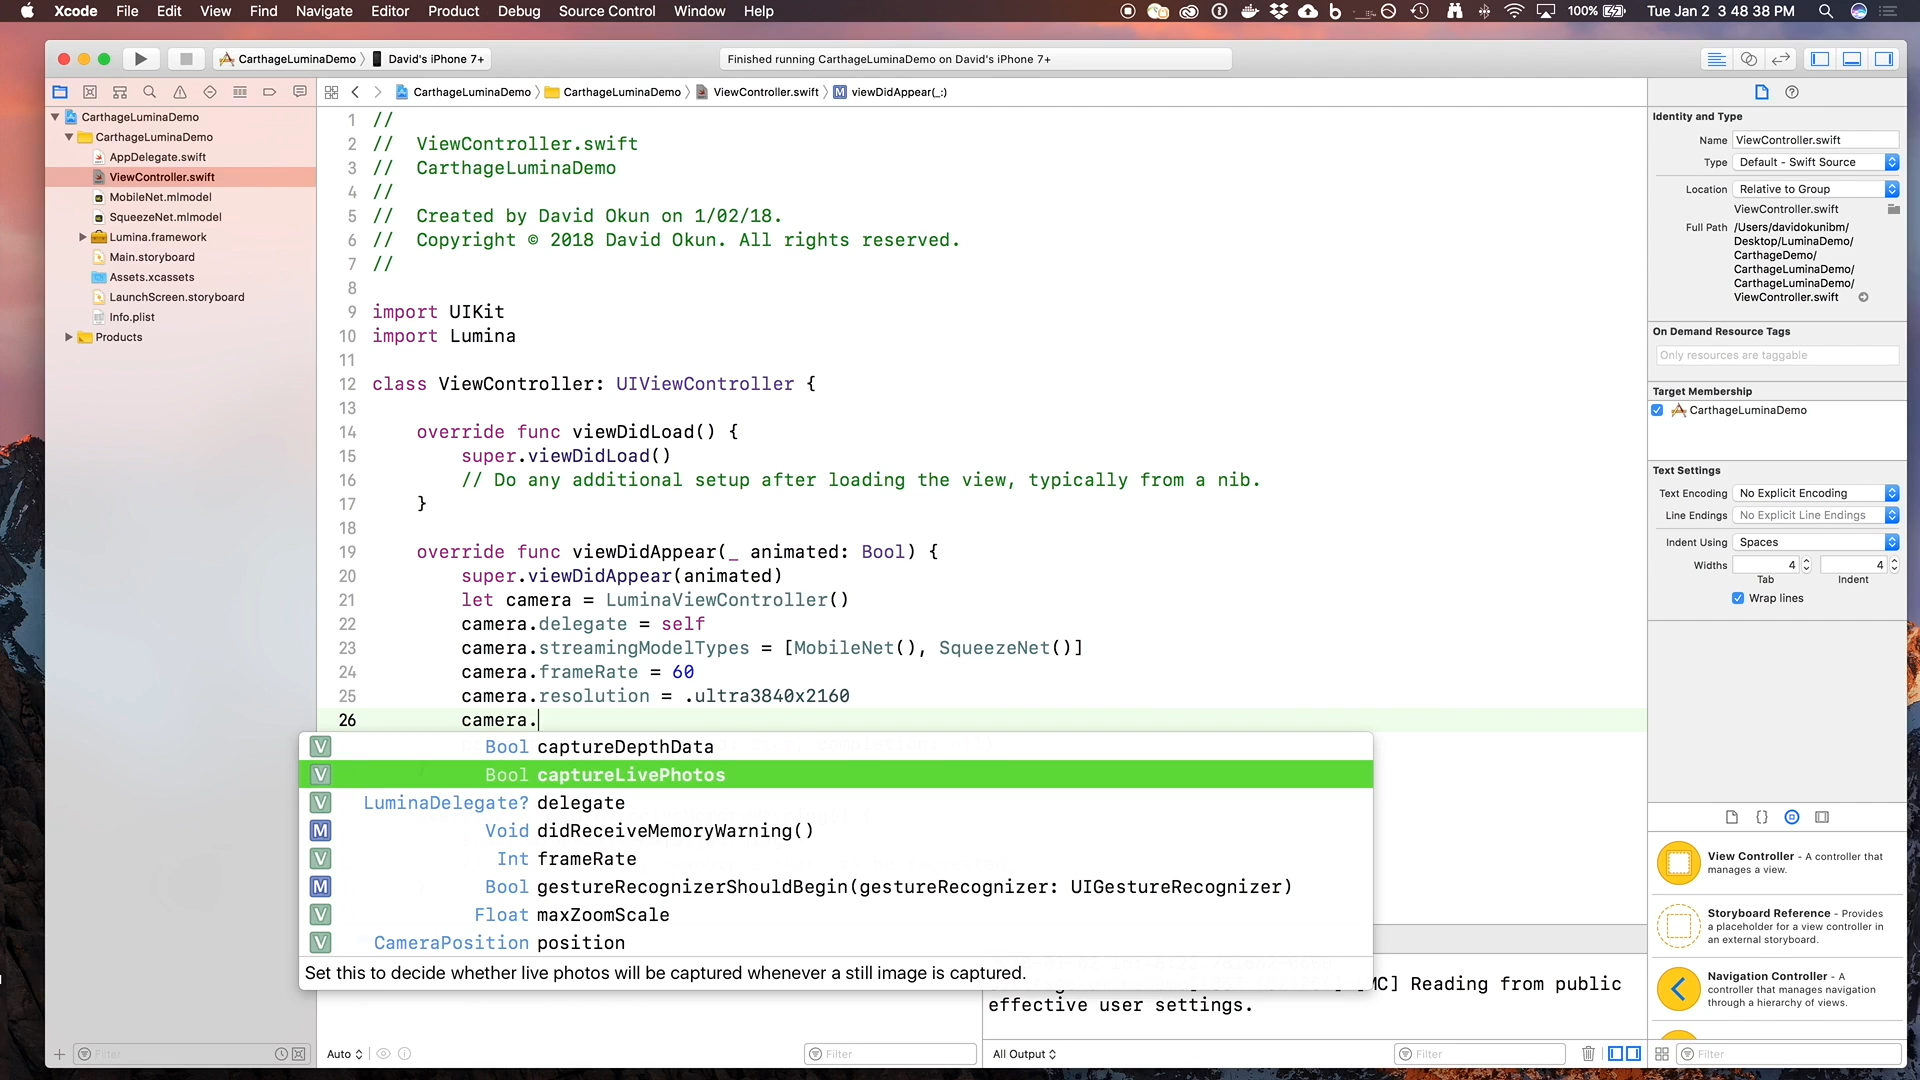 Xcode File Edit View Find Navigate Editor Product Debug Source Control Window Help 100% Tue Jan 2 3 48 38 PM
CarthageLuminaDemo David's iPhone 7+ Finished running CarthageLuminaDemo on David's iPhone 7+
CarthageLuminaDemo CarthageLuminaDemo ViewController.swift viewDidAppear(_:)
CarthageLuminaDemo
CarthageLuminaDemo
AppDelegate.swift
ViewController.swift
MobileNet.mlmodel
SqueezeNet.mlmodel
Lumina.framework
Main.storyboard
Assets.xcassets
LaunchScreen.storyboard
Info.plist
Products
Filter
1 //
2 // ViewController.swift
3 // CarthageLuminaDemo
4 //
5 // Created by David Okun on 1/02/18.
6 // Copyright © 2018 David Okun. All rights reserved.
7 //
8
9 import UIKit
10 import Lumina
11
12 class ViewController: UIViewController {
13
14 override func viewDidLoad() {
15 super.viewDidLoad()
16 // Do any additional setup after loading the view, typically from a nib.
17 }
18
19 override func viewDidAppear(_ animated: Bool) {
20 super.viewDidAppear(animated)
21 let camera = LuminaViewController()
22 camera.delegate = self
23 camera.streamingModelTypes = [MobileNet(), SqueezeNet()]
24 camera.frameRate = 60
25 camera.resolution = .ultra3840x2160
26 camera.
V Bool captureDepthData
V Bool captureLivePhotos
V LuminaDelegate? delegate
M Void didReceiveMemoryWarning()
V Int frameRate
M Bool gestureRecognizerShouldBegin(gestureRecognizer: UIGestureRecognizer)
V Float maxZoomScale
V CameraPosition position
Set this to decide whether live photos will be captured whenever a still image is captured.
MC] Reading from public
effective user settings.
Auto Filter
All Output Filter
Identity and Type
Name ViewController.swift
Type Default - Swift Source
Location Relative to Group
ViewController.swift
Full Path /Users/davidokunibm/
Desktop/LuminaDemo/
CarthageDemo/
CarthageLuminaDemo/
CarthageLuminaDemo/
ViewController.swift
On Demand Resource Tags
Only resources are taggable
Target Membership
CarthageLuminaDemo
Text Settings
Text Encoding No Explicit Encoding
Line Endings No Explicit Line Endings
Indent Using Spaces
Widths 4 4
Tab Indent
Wrap lines
View Controller - A controller that
manages a view.
Storyboard Reference - Provides
a placeholder for a view controller in
an external storyboard.
Navigation Controller - A
controller that manages navigation
through a hierarchy of views.
Filter